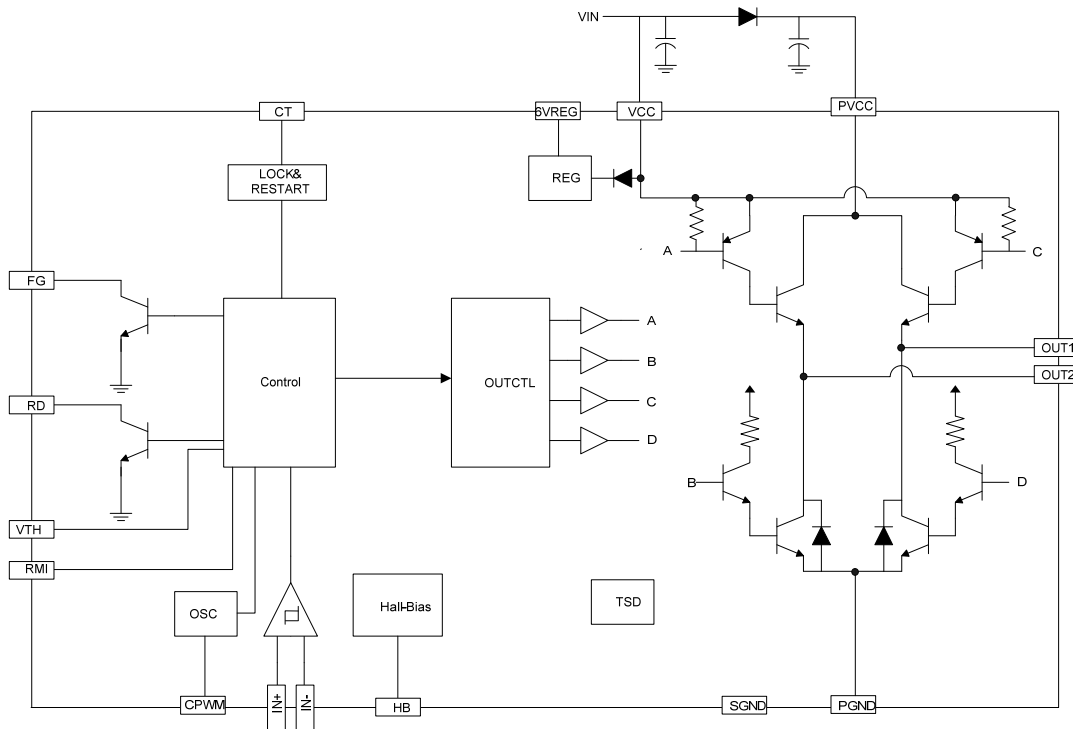 VIN
CT
6VREG
VCC
PVCC
LOCK&
RESTART
REG
A
C
FG
Control
OUTCTL
A
B
C
D
OUT1
OUT2
RD
B
D
VTH
RMI
OSC
Hall-Bias
TSD
CPWM
IN+
IN-
HB
SGND
PGND